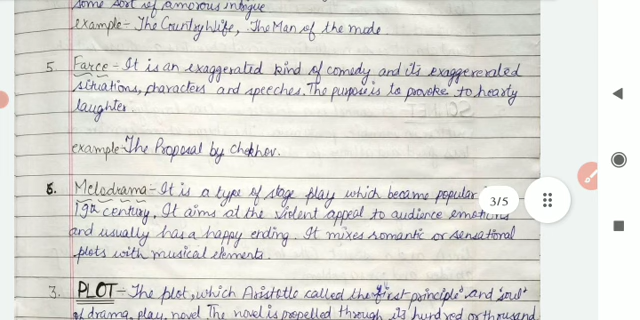 some sort of amorous intrigue
example- The Country Wife, The Man of the mode
5. Farce- It is an exaggerated kind of comedy and its exaggererated
situations, characters and speeches. The purpose is to provoke to hearty
laughter.
example- The Proposal by Chekhov.
6. Melodrama- It is a type of stage play which became popular
19th century. It aims at the violent appeal to audience emotions
and usually has a happy ending. It mixes romantic or sensational
plots with musical elements.
3. PLOT- The plot, which Aristotle called the "first principle" and "soul"
of drama, play, novel The novel is propelled through its hundred or thousand
3/5